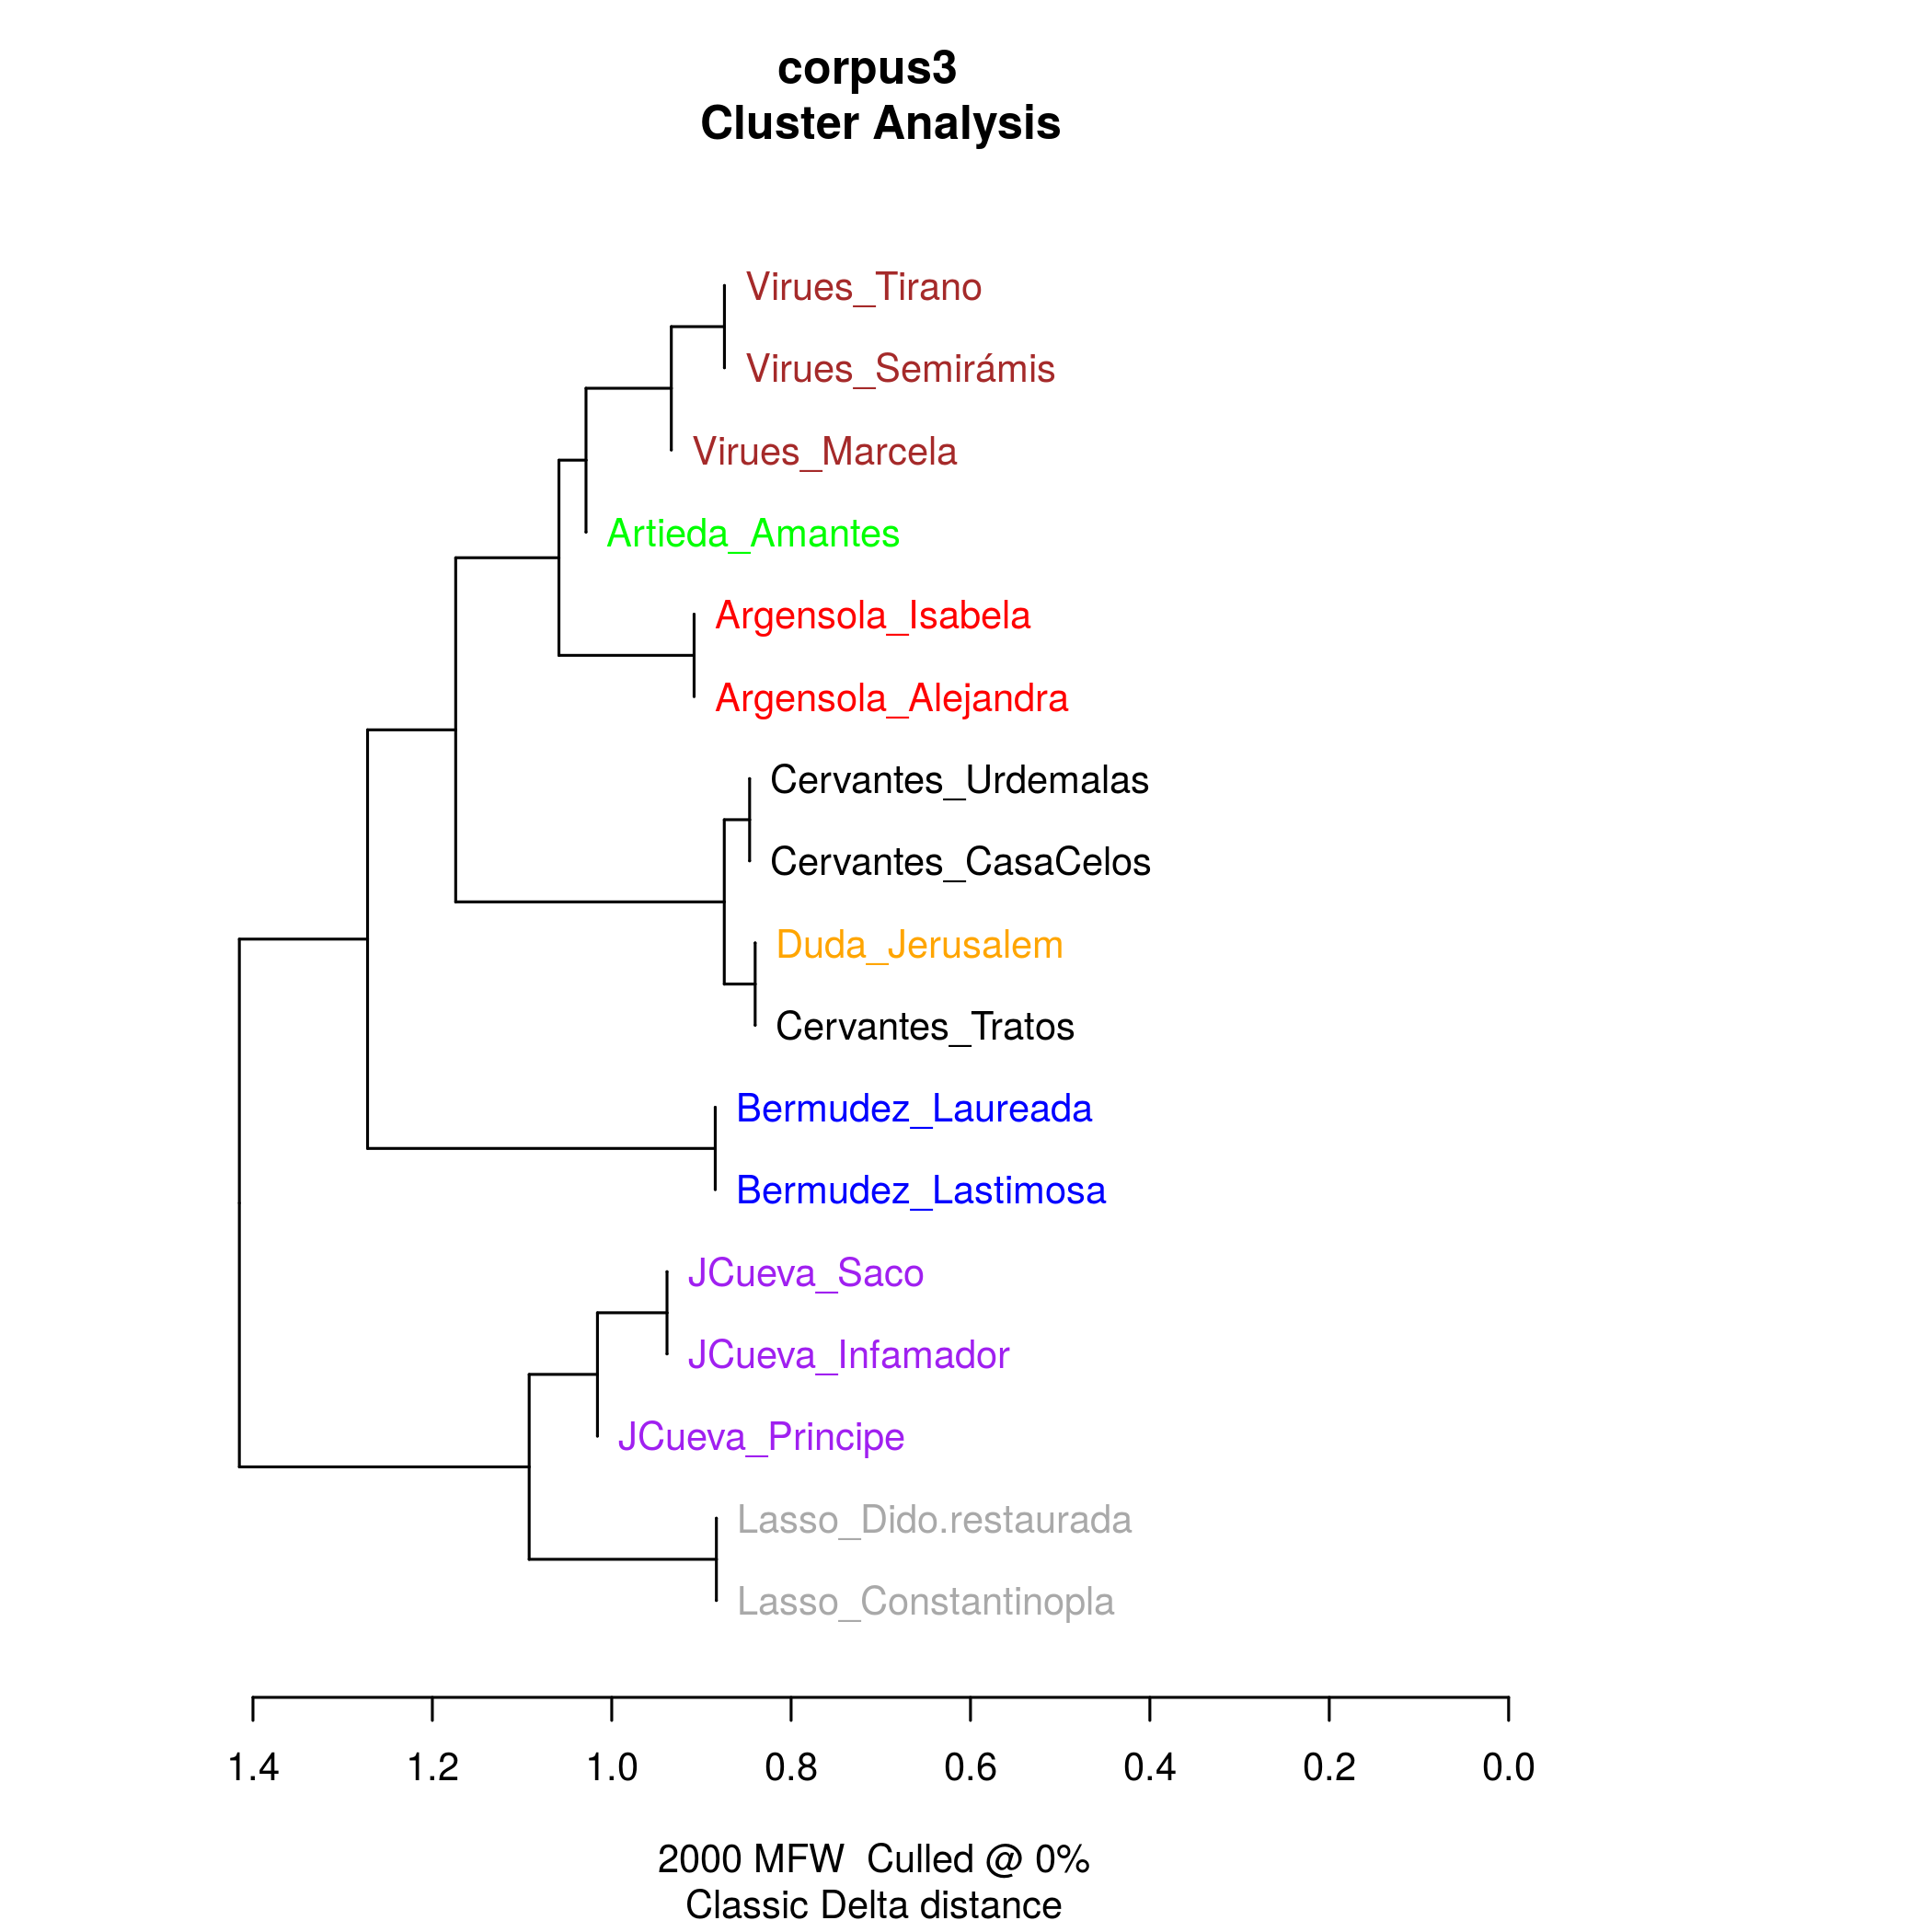 corpus3
Cluster Analysis
Virues_Tirano
Virues_Semirámis
Virues_Marcela
Artieda_Amantes
Argensola_Isabela
Argensola_Alejandra
Cervantes_Urdemalas
Cervantes_CasaCelos
Duda_Jerusalem
Cervantes_Tratos
Bermudez_Laureada
Bermudez_Lastimosa
JCueva_Saco
JCueva_Infamador
JCueva_Principe
Lasso_Dido.restaurada
Lasso_Constantinopla
1.4 1.2 1.0 0.8 0.6 0.4 0.2 0.0
2000 MFW  Culled @ 0%
Classic Delta distance